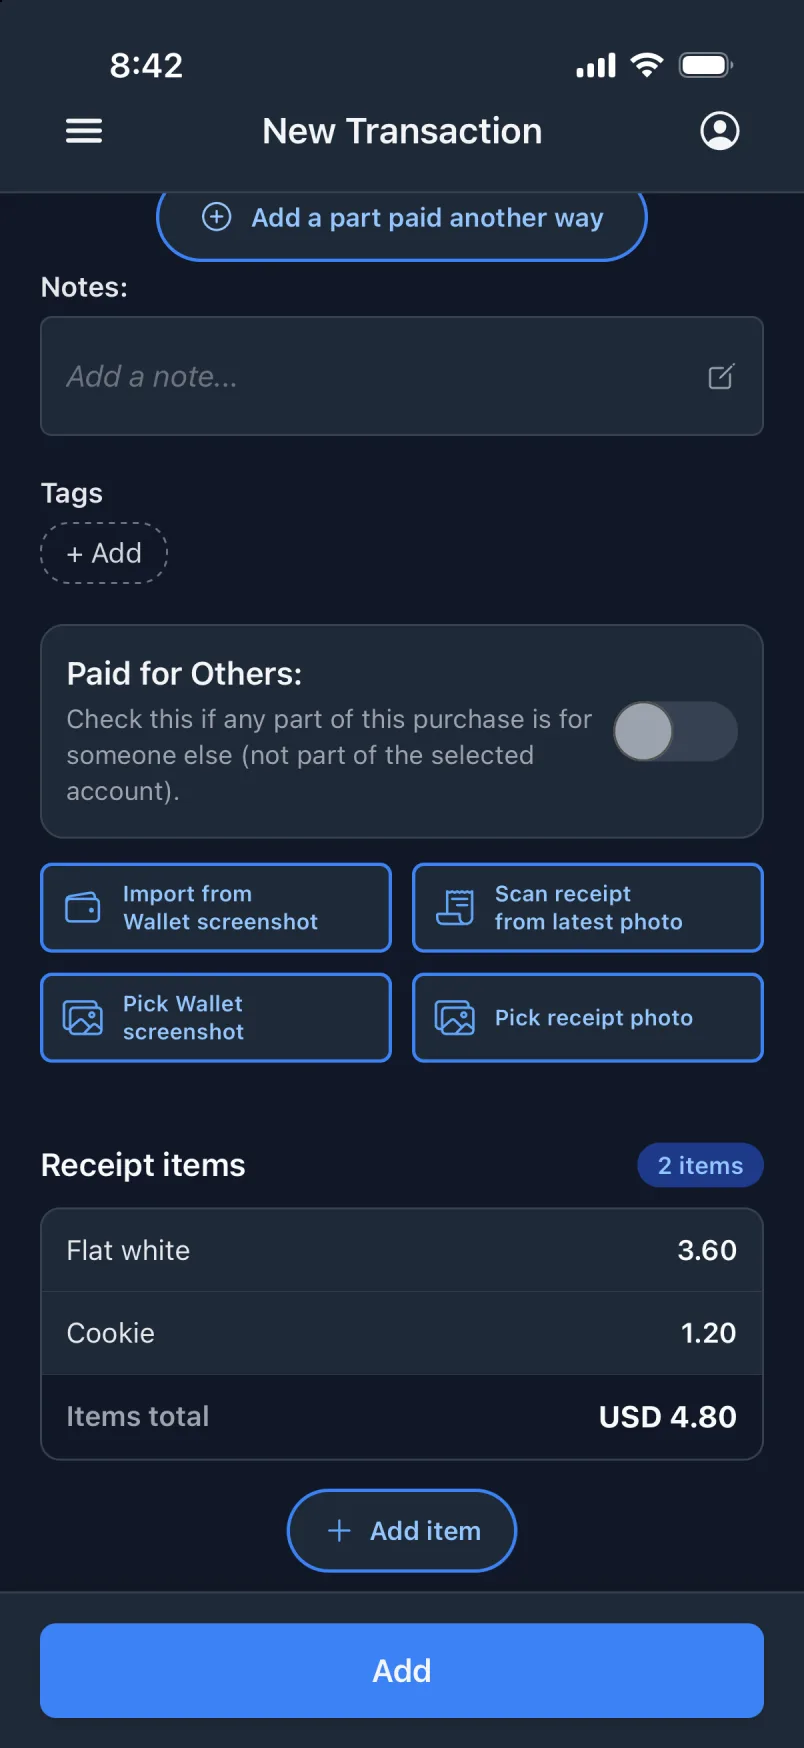 8:42
New Transaction
Add a part paid another way
Notes:
Add a note...
Tags
+ Add
Paid for Others:
Check this if any part of this purchase is for
someone else (not part of the selected
account).
Import from
Wallet screenshot
Scan receipt
from latest photo
Pick Wallet
screenshot
Pick receipt photo
Receipt items
2 items
Flat white 3.60
Cookie 1.20
Items total USD 4.80
+ Add item
Add